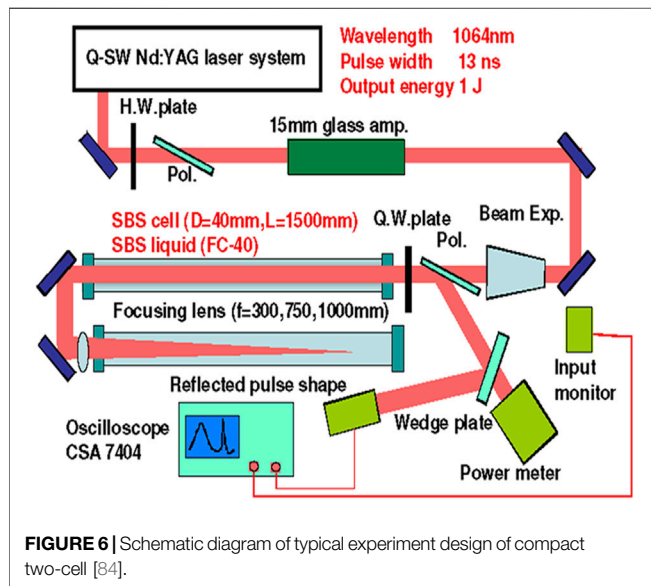 Q-SW Nd:YAG laser system
Wavelength 1064nm
Pulse width 13 ns
Output energy 1 J
H.W.plate
15mm glass amp.
Pol.
SBS cell (D=40mm,L=1500mm)
SBS liquid (FC-40)
Q.W.plate
Pol.
Beam Exp.
Focusing lens (f=300,750,1000mm)
Reflected pulse shape
Input
monitor
Oscilloscope
CSA 7404
Wedge plate
Power meter
FIGURE 6 | Schematic diagram of typical experiment design of compact
two-cell [84].